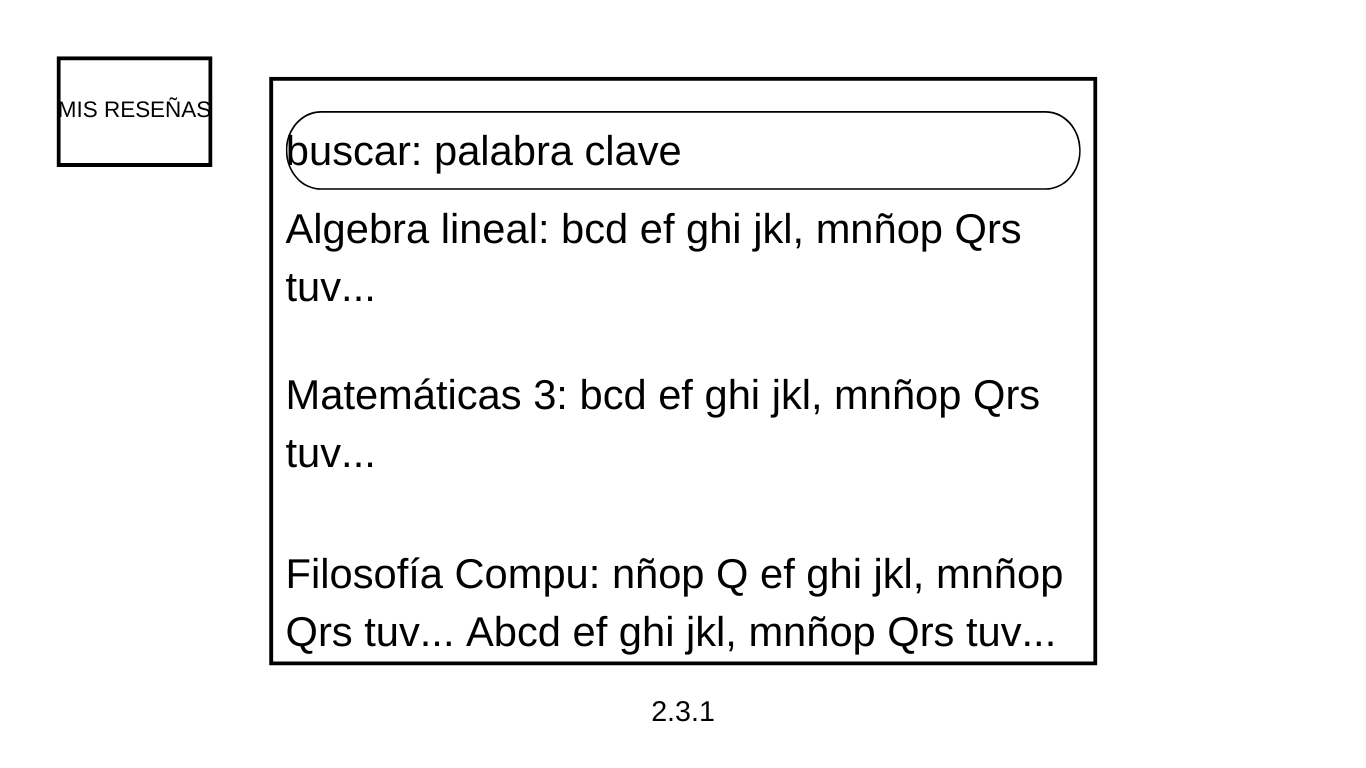 MIS RESEÑAS
buscar: palabra clave
Algebra lineal: bcd ef ghi jkl, mnñop Qrs
tuv...
Matemáticas 3: bcd ef ghi jkl, mnñop Qrs
tuv...
Filosofía Compu: nñop Q ef ghi jkl, mnñop
Qrs tuv... Abcd ef ghi jkl, mnñop Qrs tuv...
2.3.1